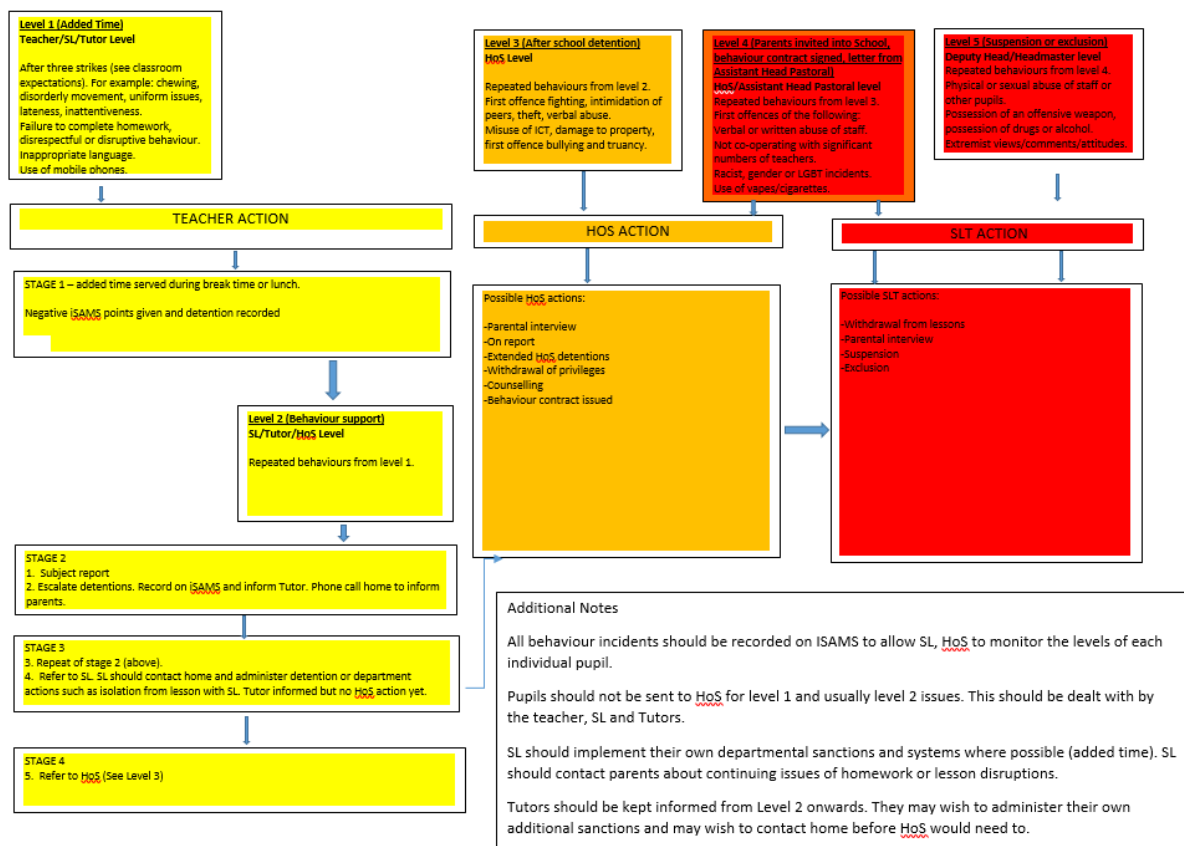 Level 1 (Added Time)
Teacher/SL/Tutor Level
After three strikes (see classroom
expectations). For example: chewing,
disorderly movement, uniform issues,
lateness, inattentiveness.
Failure to complete homework,
disrespectful or disruptive behaviour.
Inappropriate language.
Use of mobile phones.
Level 3 (After school detention)
HoS Level
Repeated behaviours from level 2.
First offence fighting, intimidation of
peers, theft, verbal abuse.
Misuse of ICT, damage to property,
first offence bullying and truancy.
Level 4 (Parents invited into School,
behaviour contract signed, letter from
Assistant Head Pastoral)
HoS/Assistant Head Pastoral level
Repeated behaviours from level 3.
First offences of the following:
Verbal or written abuse of staff.
Not co-operating with significant
numbers of teachers.
Racist, gender or LGBT incidents.
Use of vapes/cigarettes.
Level 5 (Suspension or exclusion)
Deputy Head/Headmaster level
Repeated behaviours from level 4.
Physical or sexual abuse of staff or
other pupils.
Possession of an offensive weapon,
possession of drugs or alcohol.
Extremist views/comments/attitudes.
TEACHER ACTION
HOS ACTION
SLT ACTION
STAGE 1 – added time served during break time or lunch.
Negative iSAMS points given and detention recorded
Level 2 (Behaviour support)
SL/Tutor/HoS Level
Repeated behaviours from level 1.
STAGE 2
1. Subject report
2. Escalate detentions. Record on iSAMS and inform Tutor. Phone call home to inform
parents.
STAGE 3
3. Repeat of stage 2 (above).
4. Refer to SL. SL should contact home and administer detention or department
actions such as isolation from lesson with SL. Tutor informed but no HoS action yet.
STAGE 4
5. Refer to HoS (See Level 3)
Possible HoS actions:
-Parental interview
-On report
-Extended HoS detentions
-Withdrawal of privileges
-Counselling
-Behaviour contract issued
Possible SLT actions:
-Withdrawal from lessons
-Parental interview
-Suspension
-Exclusion
Additional Notes
All behaviour incidents should be recorded on ISAMS to allow SL, HoS to monitor the levels of each
individual pupil.
Pupils should not be sent to HoS for level 1 and usually level 2 issues. This should be dealt with by
the teacher, SL and Tutors.
SL should implement their own departmental sanctions and systems where possible (added time). SL
should contact parents about continuing issues of homework or lesson disruptions.
Tutors should be kept informed from Level 2 onwards. They may wish to administer their own
additional sanctions and may wish to contact home before HoS would need to.